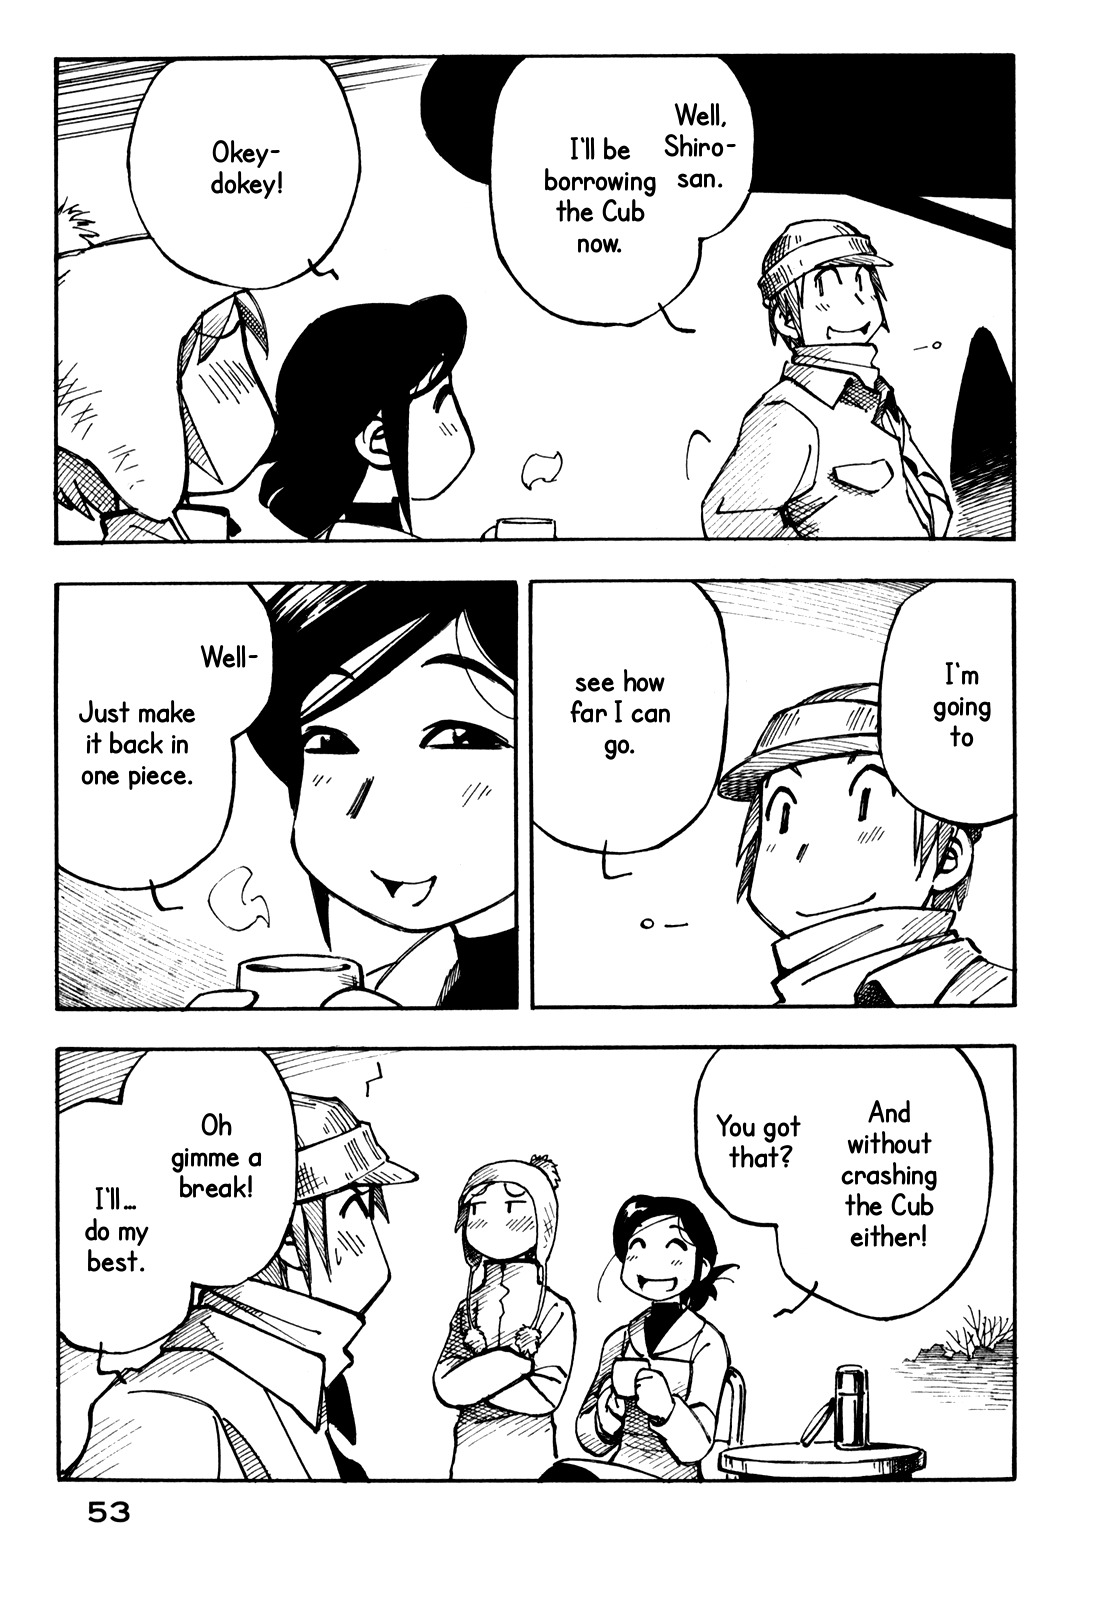 Well,
Shiro-
san.
I'll be
borrowing
the Cub
now.
Okey-
dokey!
I'm
going
to
see how
far I can
go.
Well-
Just make
it back in
one piece.
And
without
crashing
the Cub
either!
You got
that?
Oh
gimme a
break!
I'll...
do my
best.
53